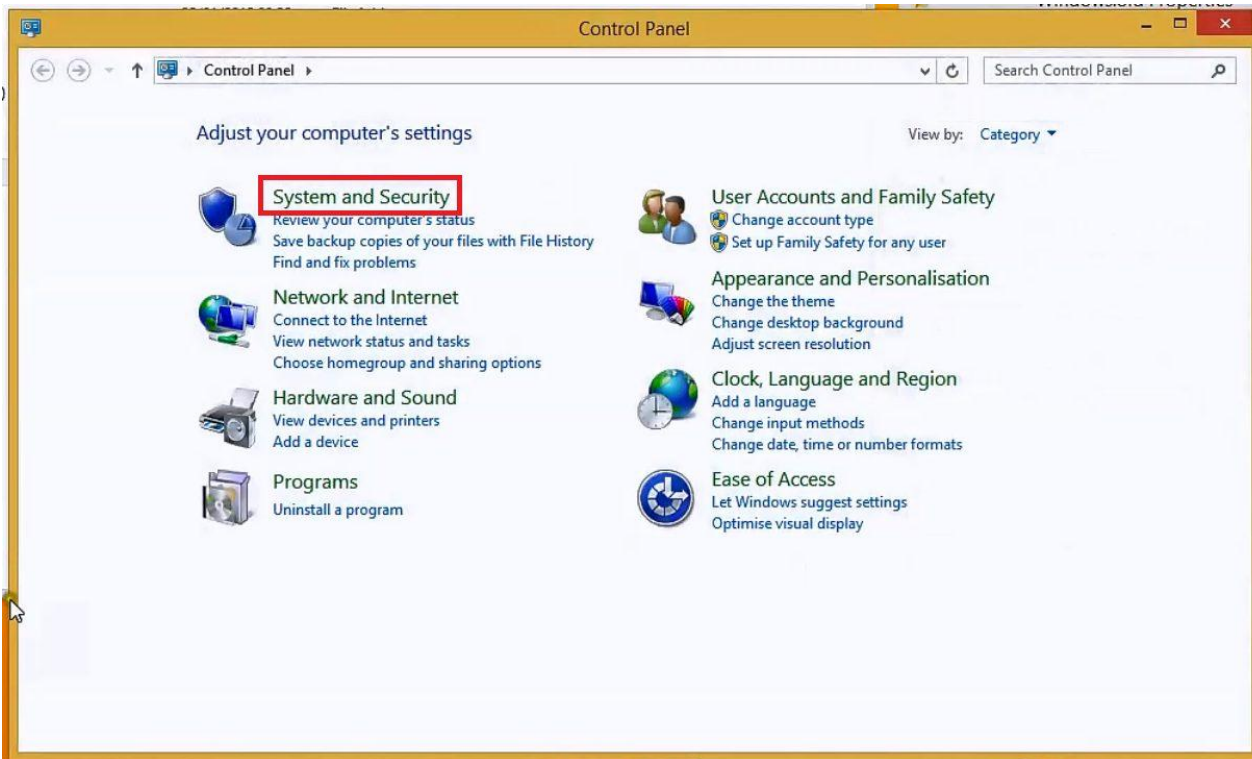 Control Panel
Control Panel
Search Control Panel
Adjust your computer's settings
View by: Category
System and Security
Review your computer's status
Save backup copies of your files with File History
Find and fix problems
Network and Internet
Connect to the Internet
View network status and tasks
Choose homegroup and sharing options
Hardware and Sound
View devices and printers
Add a device
Programs
Uninstall a program
User Accounts and Family Safety
Change account type
Set up Family Safety for any user
Appearance and Personalisation
Change the theme
Change desktop background
Adjust screen resolution
Clock, Language and Region
Add a language
Change input methods
Change date, time or number formats
Ease of Access
Let Windows suggest settings
Optimise visual display